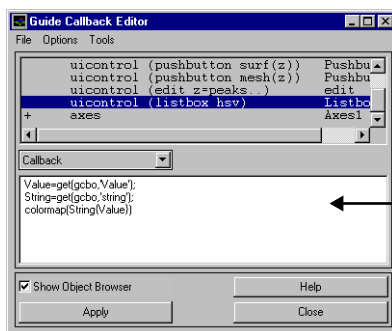 Guide Callback Editor
File Options Tools
uicontrol (pushbutton surf(z)) Pushbu
uicontrol (pushbutton mesh(z)) Pushbu
uicontrol (edit z=peaks..) edit
uicontrol (listbox hsv) Listbo
+ axes Axes1
Callback
Value=get(gcbo,'Value');
String=get(gcbo,'string');
colormap(String{Value})
Show Object Browser
Help
Apply
Close